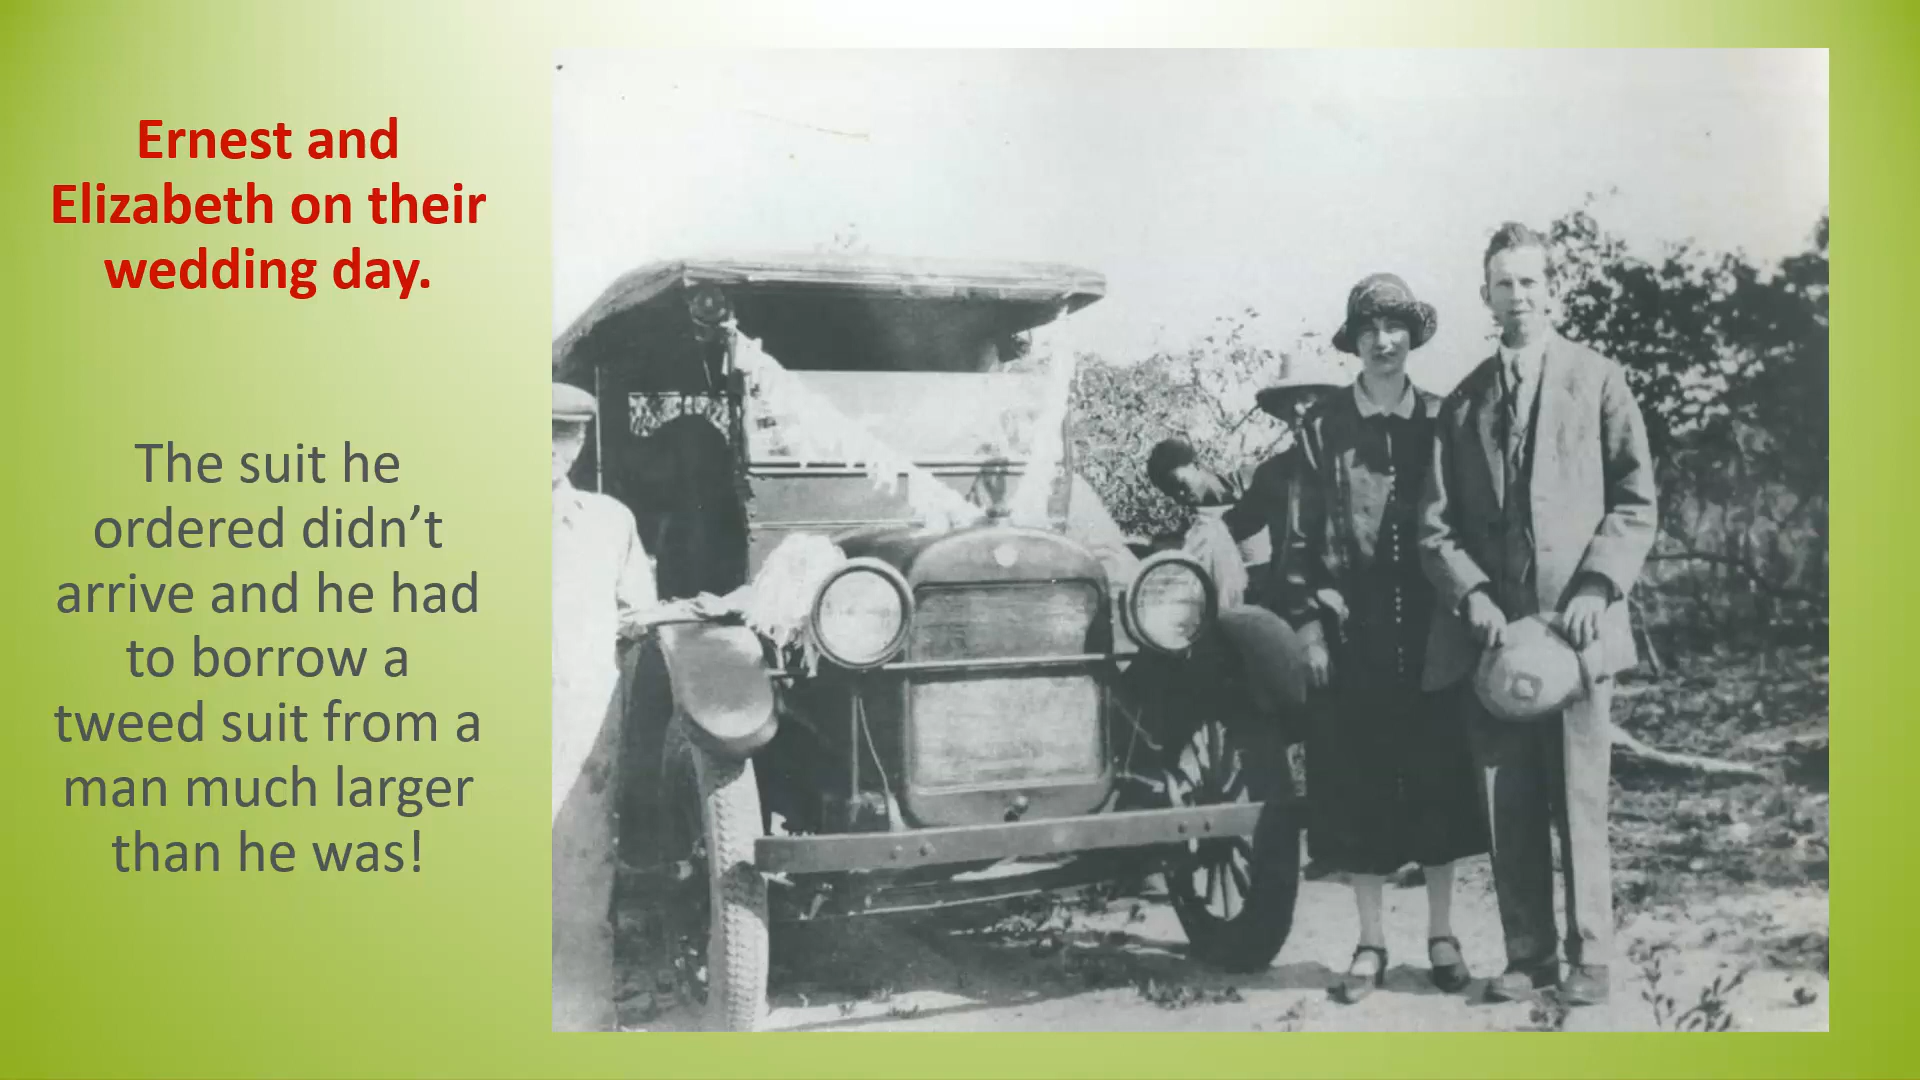 Ernest and
Elizabeth on their
wedding day.
The suit he
ordered didn’t
arrive and he had
to borrow a
tweed suit from a
man much larger
than he was!